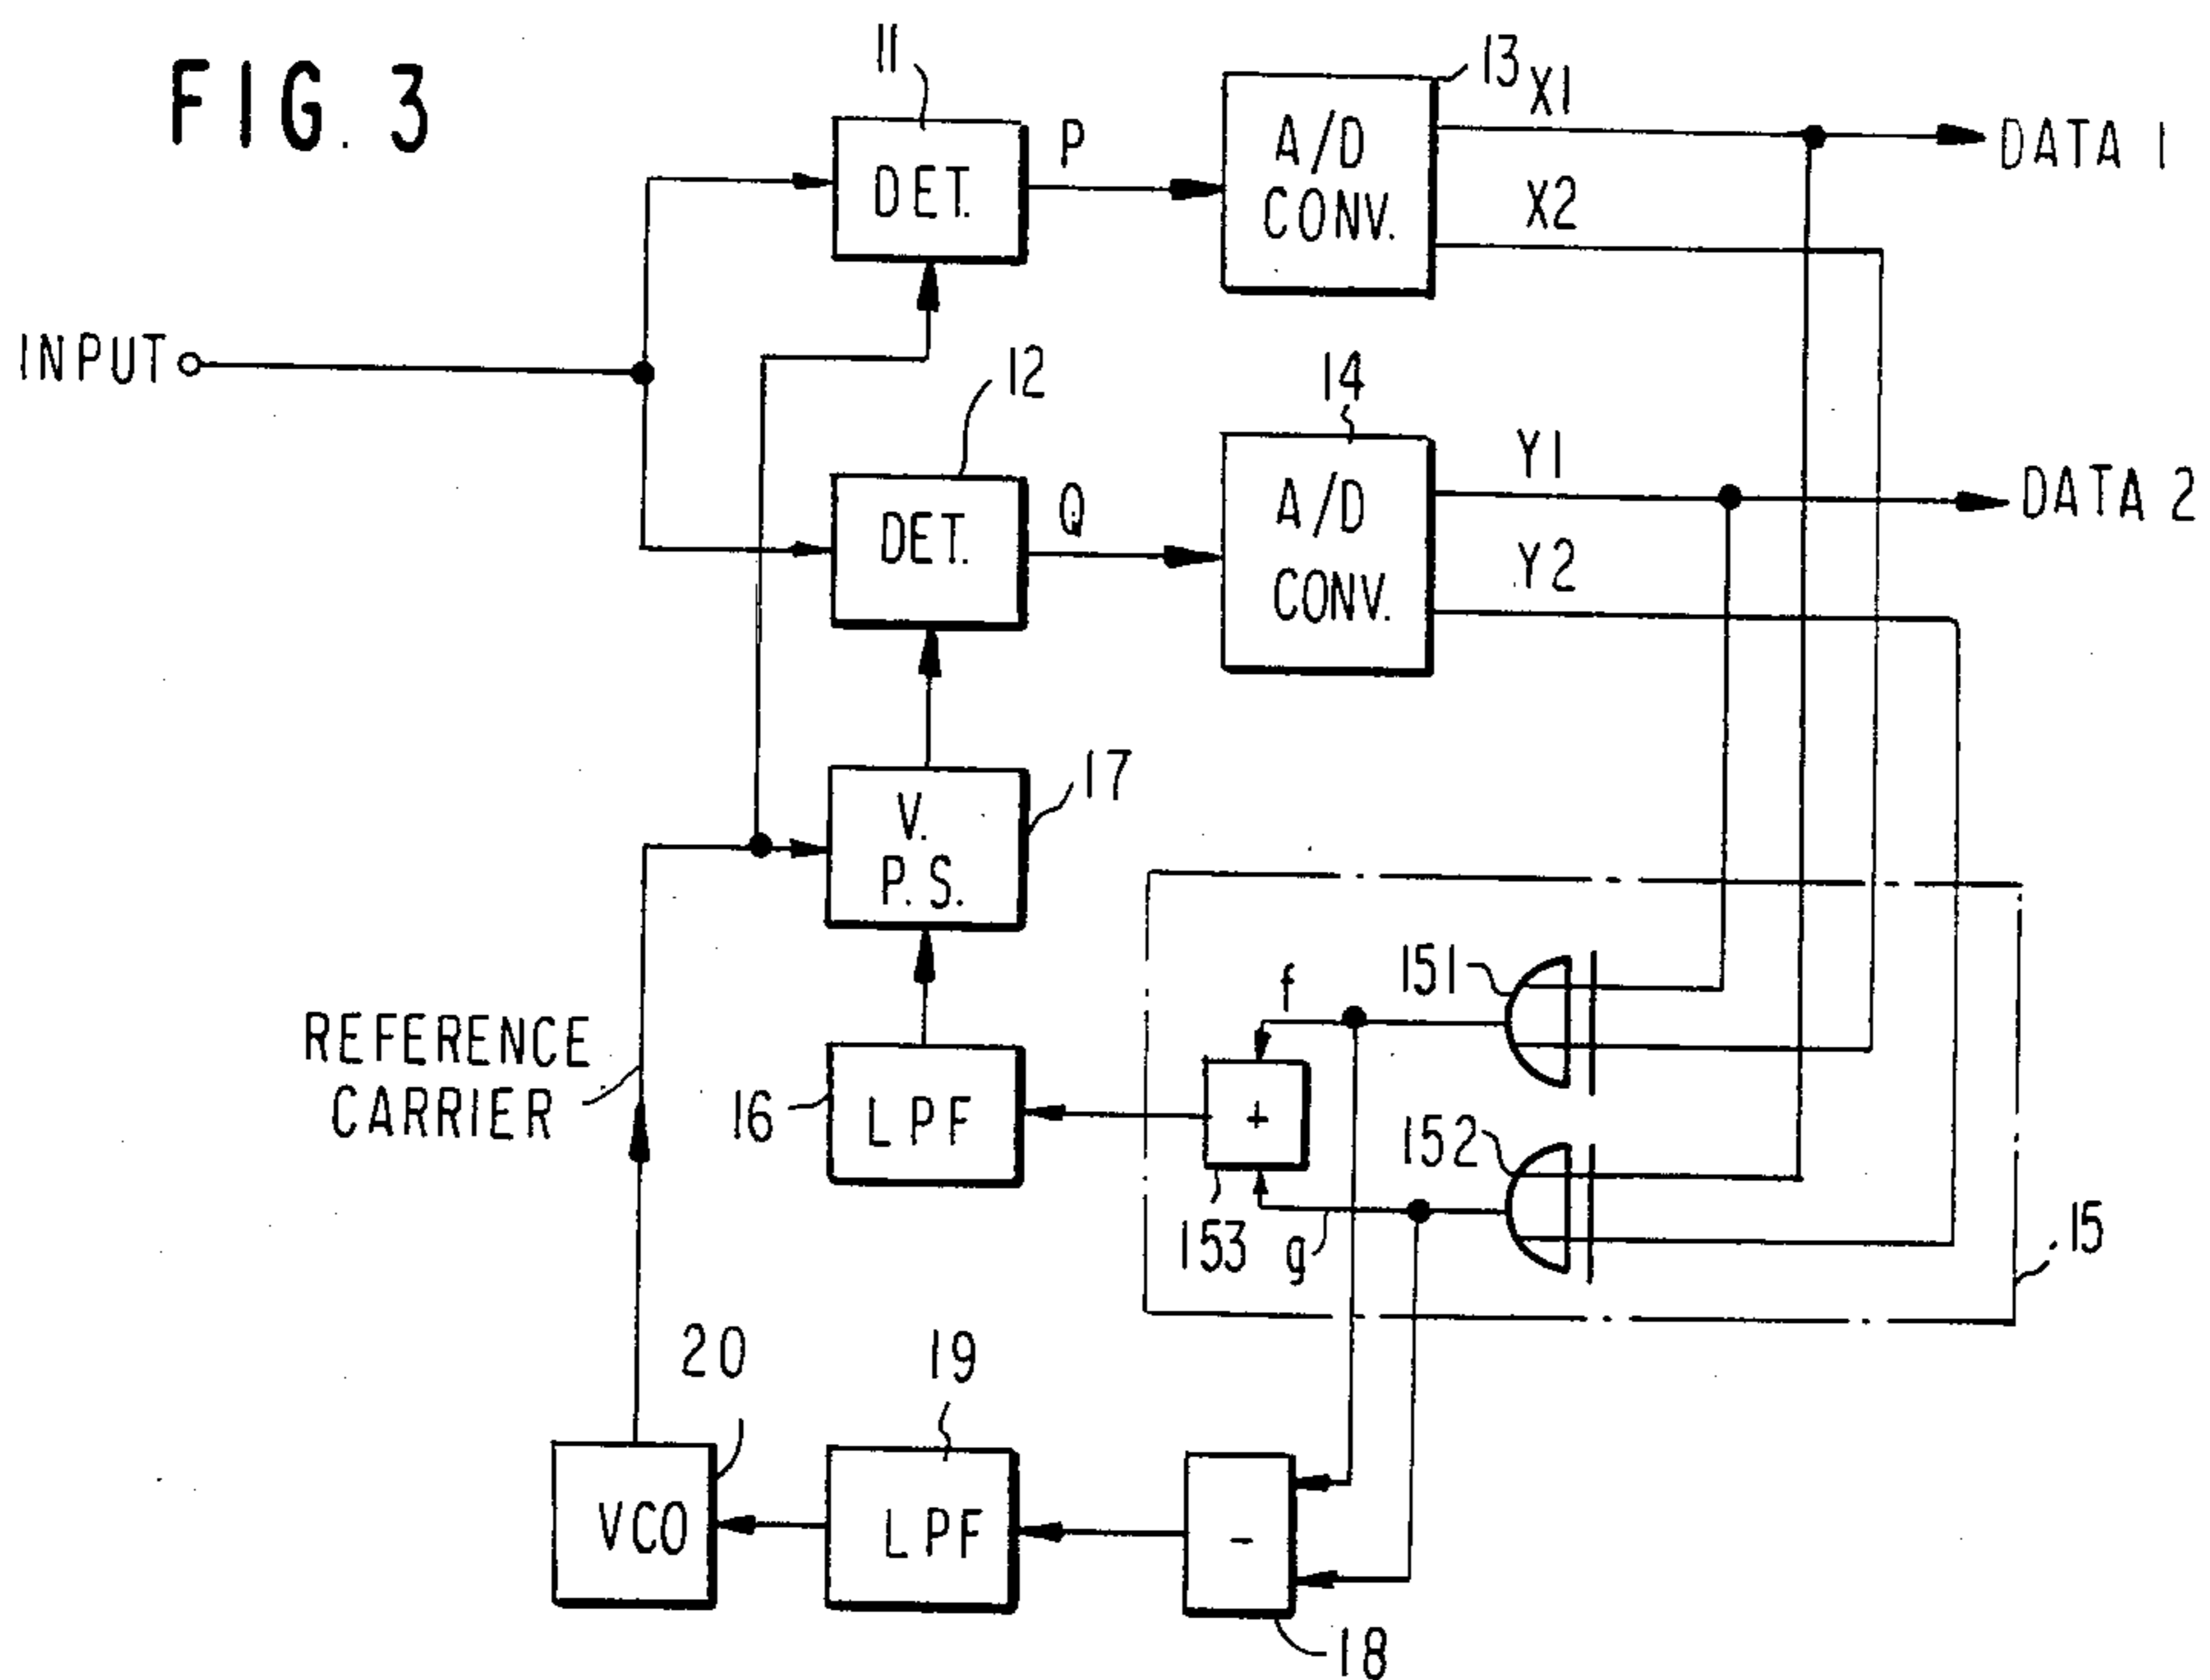 FIG. 3
11
DET.
P
13
A/D
CONV.
X1
X2
DATA 1
INPUT
12
DET.
Q
14
A/D
CONV.
Y1
Y2
DATA 2
17
V.
P.S.
REFERENCE
CARRIER
16
LPF
f
+
153
g
151
152
15
20
VCO
19
LPF
-
18